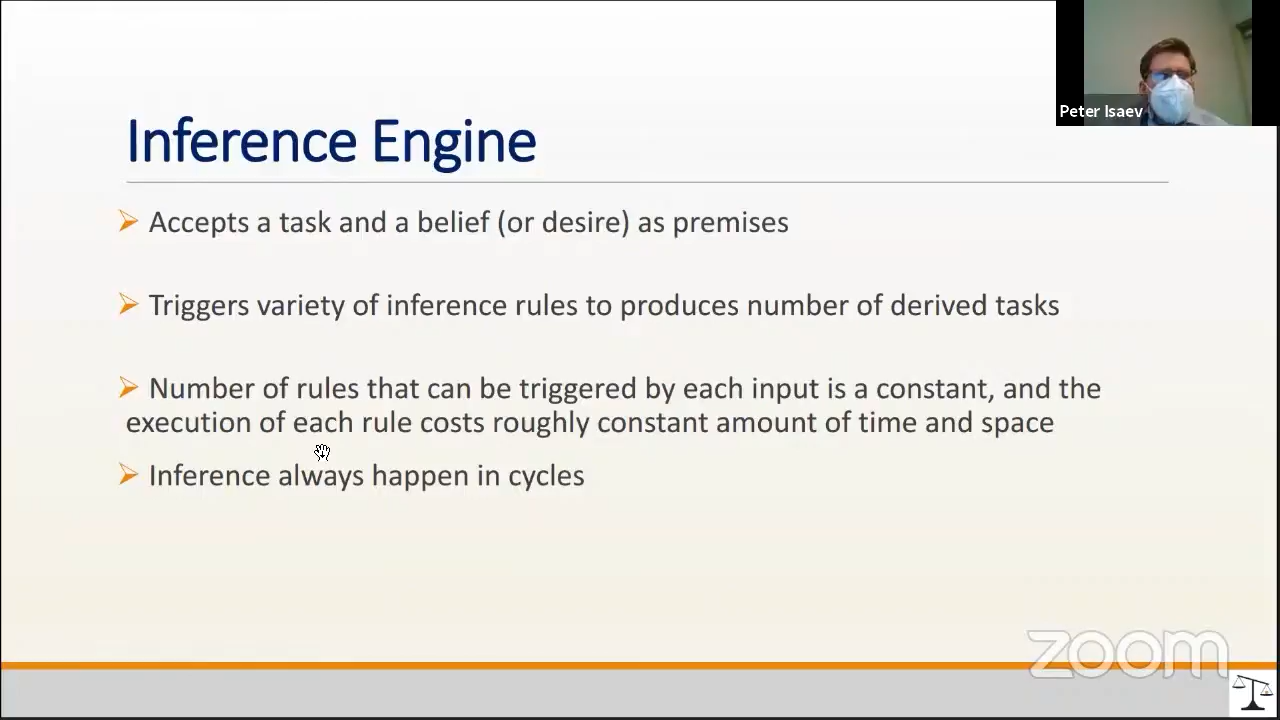 Peter Isaev
Inference Engine
Accepts a task and a belief (or desire) as premises
Triggers variety of inference rules to produces number of derived tasks
Number of rules that can be triggered by each input is a constant, and the
execution of each rule costs roughly constant amount of time and space
Inference always happen in cycles
zoom